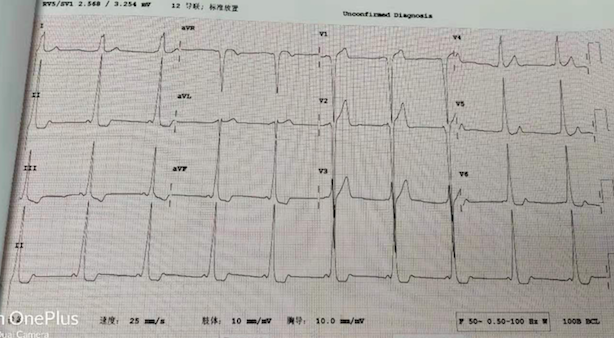 RV5/SV1 2.568 / 3.254 mV 12 导联; 标准放置
Unconfirmed Diagnosis
I aVR V1 V4
II aVL V2 V5
III aVF V3 V6
II
速度: 25 mm/s 肢体: 10 mm/mV 胸导: 10.0 mm/mV F 50~ 0.50-100 Hz W 100B BCL
n OnePlus
Dual Camera